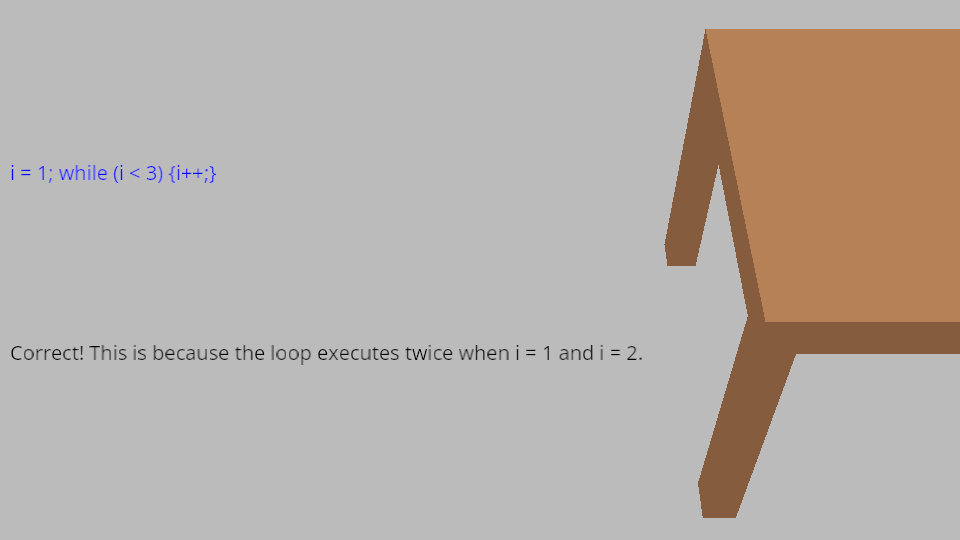 i = 1; while (i < 3) {i++;}
Correct! This is because the loop executes twice when i = 1 and i = 2.